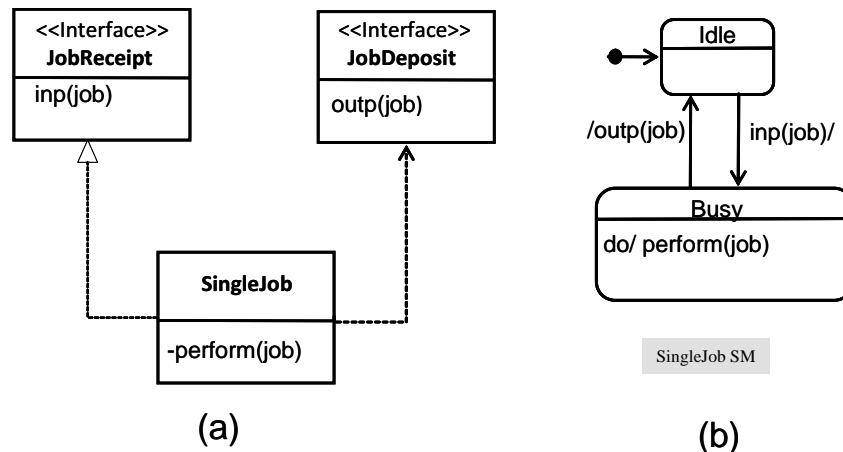 <<Interface>>
JobReceipt
inp(job)
<<Interface>>
JobDeposit
outp(job)
SingleJob
-perform(job)
(a)
Idle
/outp(job)
inp(job)/
Busy
do/ perform(job)
SingleJob SM
(b)